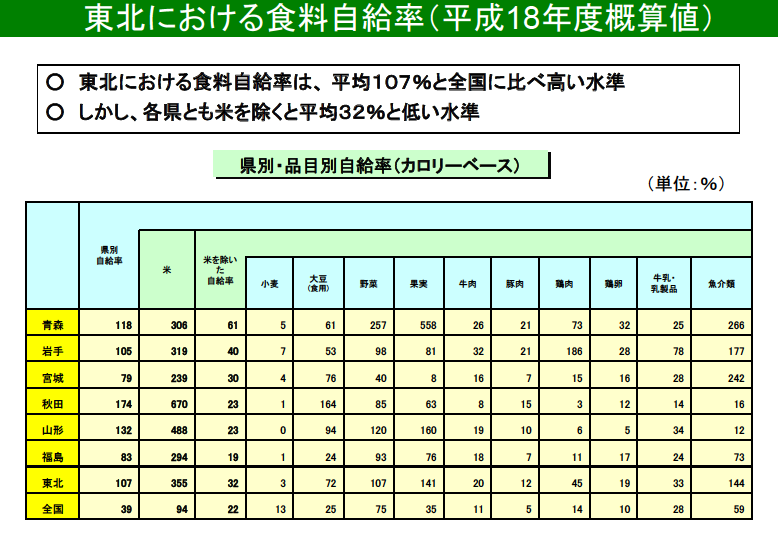 東北における食料自給率(平成18年度概算値)
○ 東北における食料自給率は、平均107%と全国に比べ高い水準
○ しかし、各県とも米を除くと平均32%と低い水準
県別・品目別自給率(カロリーベース)
(単位:%)
県別
自給率
米
米を除い
た
自給率
小麦
大豆
(食用)
野菜
果実
牛肉
豚肉
鶏肉
鶏卵
牛乳・
乳製品
魚介類
青森 118 306 61 5 61 257 558 26 21 73 32 25 266
岩手 105 319 40 7 53 98 81 32 21 186 28 78 177
宮城 79 239 30 4 76 40 8 16 7 15 16 28 242
秋田 174 670 23 1 164 85 63 8 15 3 12 14 16
山形 132 488 23 0 94 120 160 19 10 6 5 34 12
福島 83 294 19 1 24 93 76 18 7 11 17 24 73
東北 107 355 32 3 72 107 141 20 12 45 19 33 144
全国 39 94 22 13 25 75 35 11 5 14 10 28 59